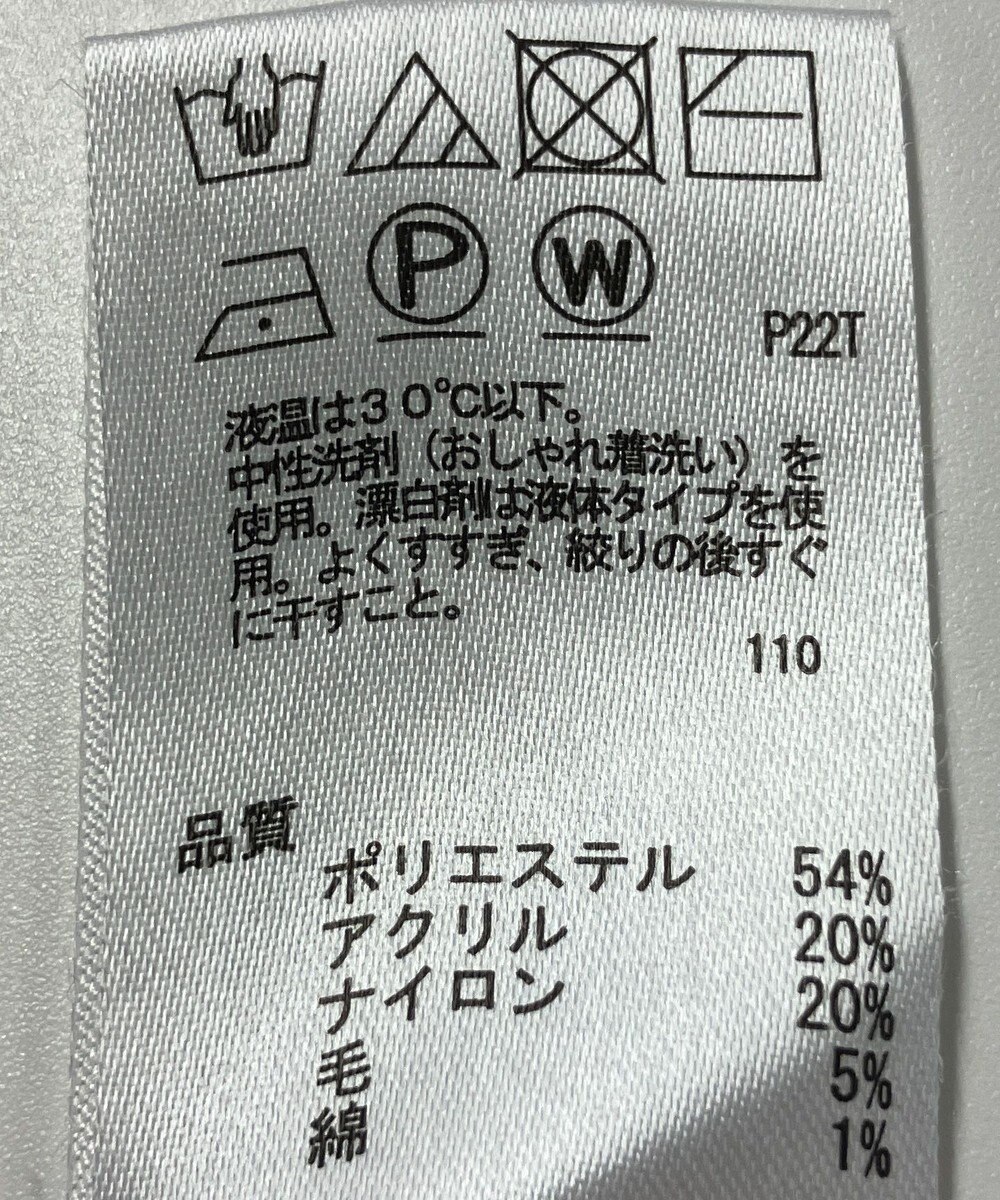 P
W
P22T
液温は30℃以下。
中性洗剤（おしゃれ着洗い）を
使用。漂白剤は液体タイプを使
用。よくすすぎ、絞りの後すぐ
に干すこと。
110
品質
ポリエステル 54%
アクリル 20%
ナイロン 20%
毛 5%
綿 1%